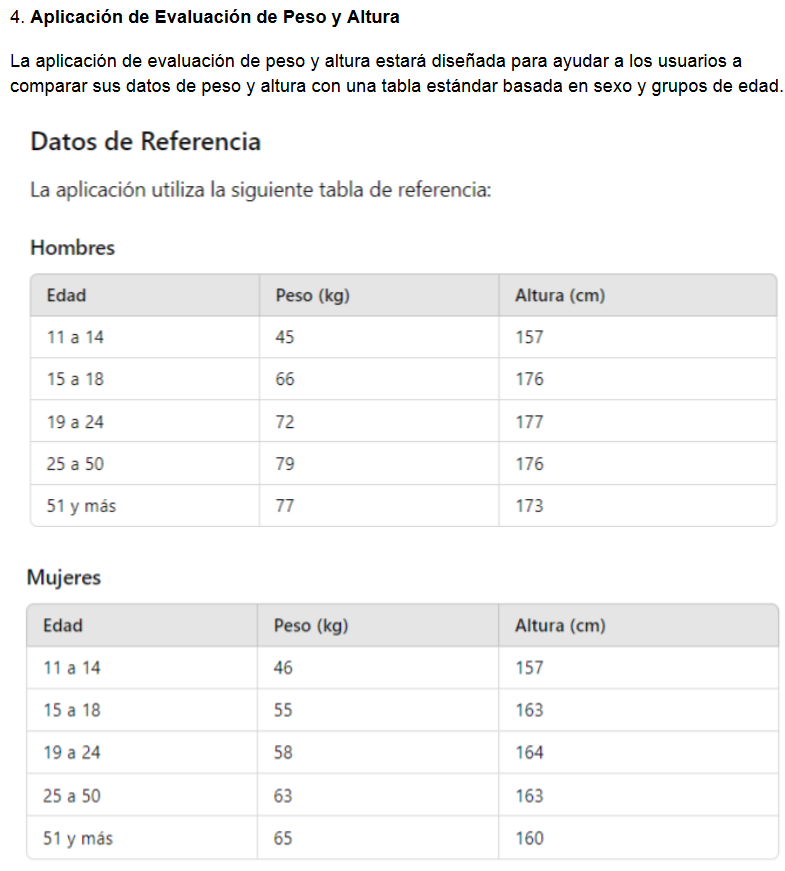 4. Aplicación de Evaluación de Peso y Altura
La aplicación de evaluación de peso y altura estará diseñada para ayudar a los usuarios a
comparar sus datos de peso y altura con una tabla estándar basada en sexo y grupos de edad.
Datos de Referencia
La aplicación utiliza la siguiente tabla de referencia:
Hombres
Edad Peso (kg) Altura (cm)
11 a 14 45 157
15 a 18 66 176
19 a 24 72 177
25 a 50 79 176
51 y más 77 173
Mujeres
Edad Peso (kg) Altura (cm)
11 a 14 46 157
15 a 18 55 163
19 a 24 58 164
25 a 50 63 163
51 y más 65 160